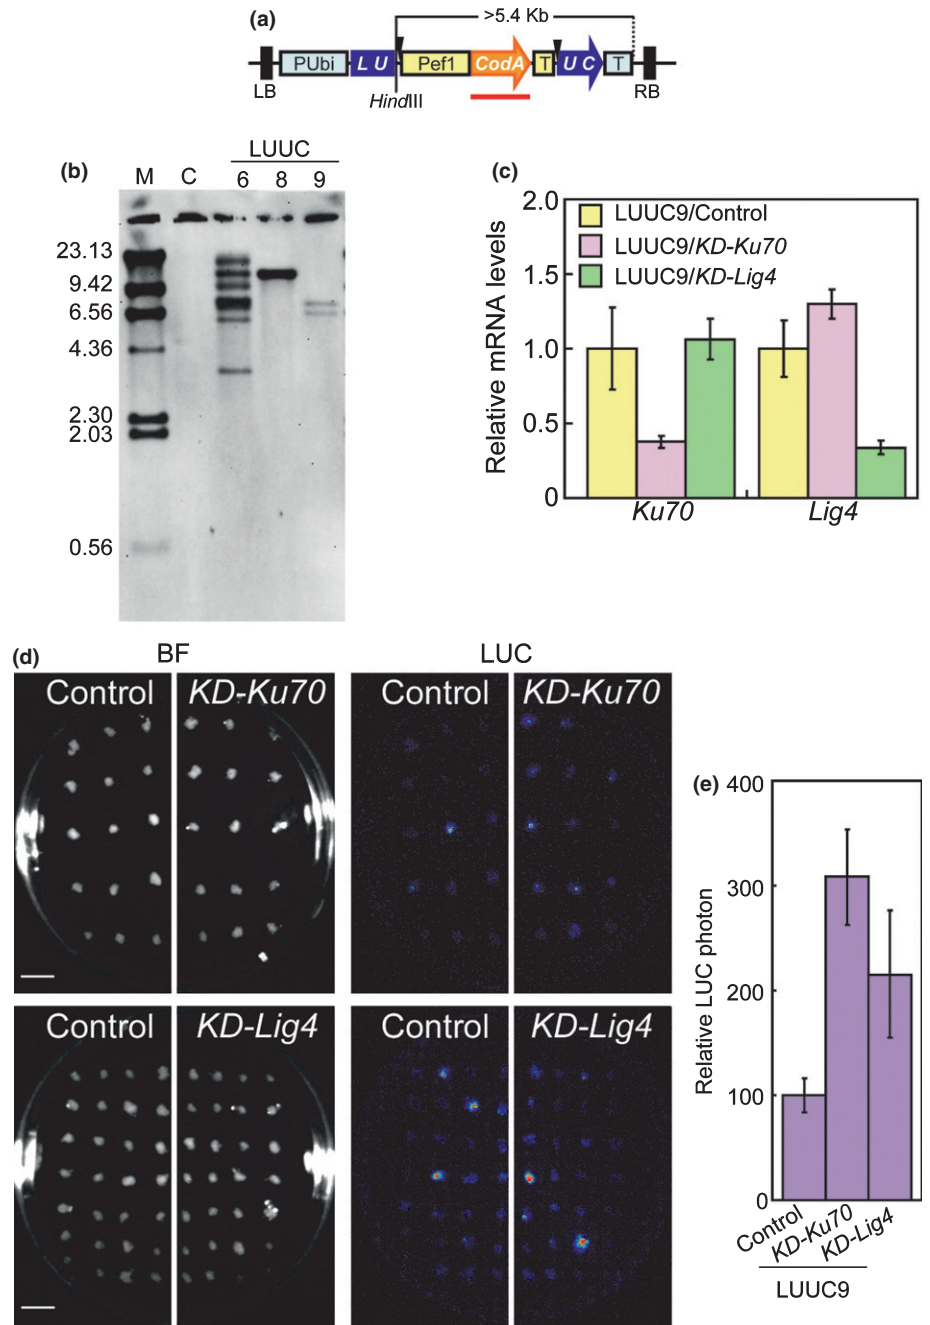 (a)
>5.4 Kb
PUbi L U Pef1 CodA T U C T
LB HindIII RB
(b)
LUUC
M C 6 8 9
23.13
9.42
6.56
4.36
2.30
2.03
0.56
(c)
Relative mRNA levels
2.0
1.5
1.0
0.5
0
LUUC9/Control
LUUC9/KD-Ku70
LUUC9/KD-Lig4
Ku70 Lig4
(d)
BF LUC
Control KD-Ku70 Control KD-Ku70
Control KD-Lig4 Control KD-Lig4
(e)
Relative LUC photon
400
300
200
100
0
Control
KD-Ku70
KD-Lig4
LUUC9